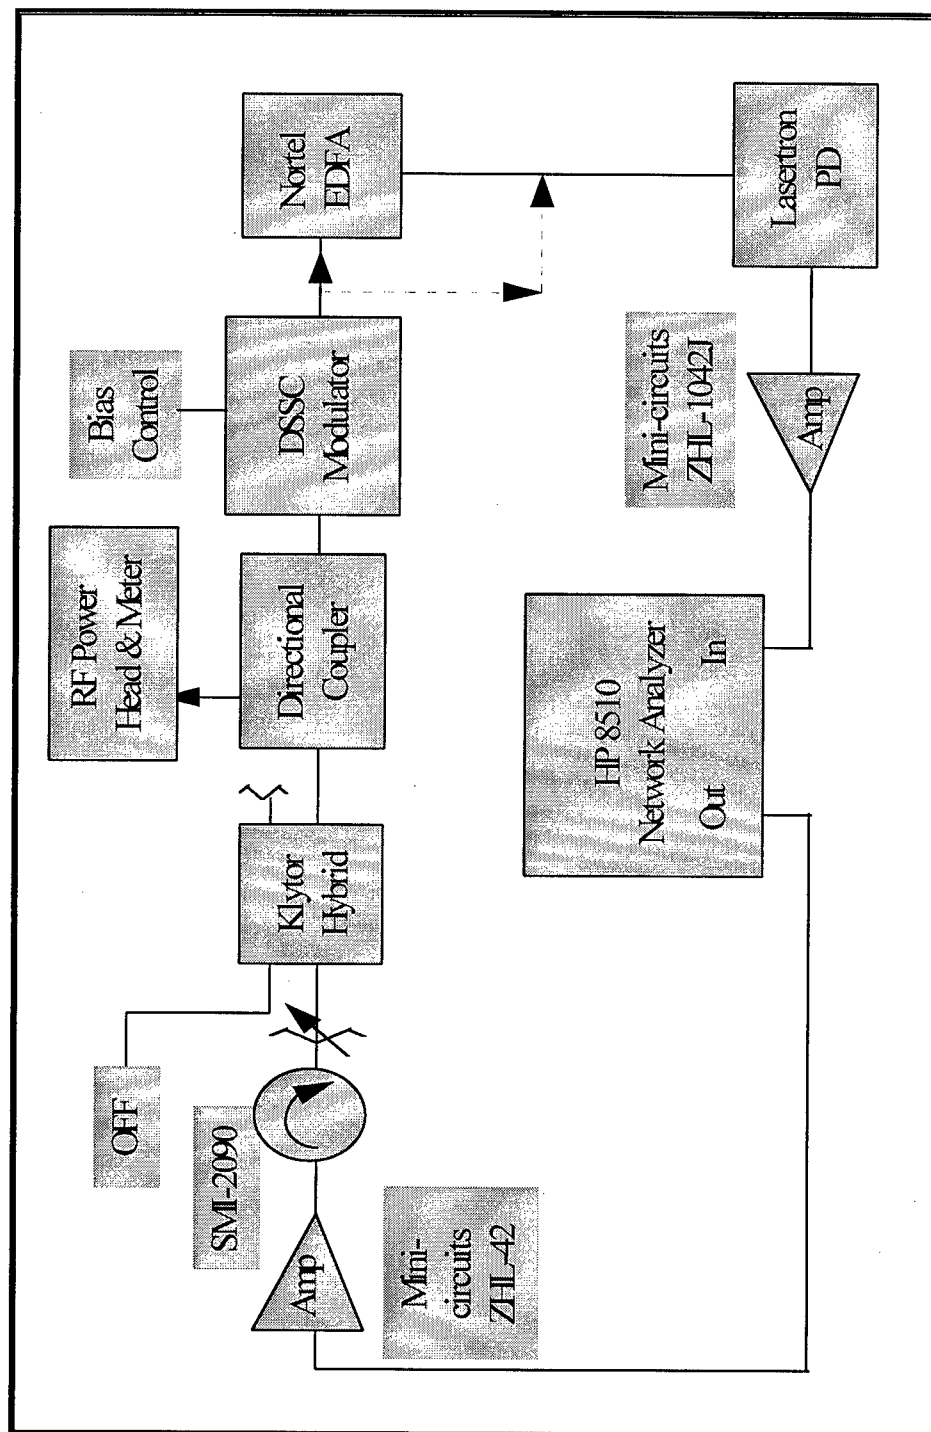 OFF
SMI-2090
Amp
Mini-
circuits
ZHL-42
Klytor
Hybrid
RF Power
Head & Meter
Directional
Coupler
Bias
Control
DSSC
Modulator
Nortel
EDFA
HP 8510
Network Analyzer
Out
In
Mini-circuits
ZHL-1042J
Amp
Lasertron
PD